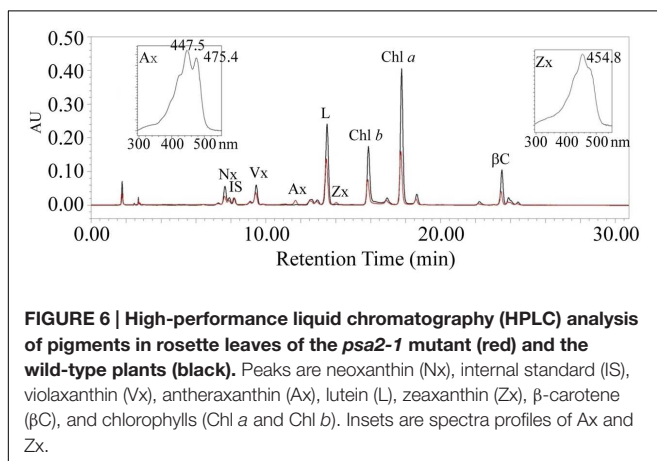 0.50
0.40
0.30
0.20
0.10
0.00
AU
Ax
447.5
475.4
300 400 500 nm
Zx
454.8
300 400 500 nm
Nx
IS
Vx
Ax
L
Zx
Chl b
Chl a
βC
0.00 10.00 20.00 30.00
Retention Time (min)
FIGURE 6 | High-performance liquid chromatography (HPLC) analysis
of pigments in rosette leaves of the psa2-1 mutant (red) and the
wild-type plants (black). Peaks are neoxanthin (Nx), internal standard (IS),
violaxanthin (Vx), antheraxanthin (Ax), lutein (L), zeaxanthin (Zx), β-carotene
(βC), and chlorophylls (Chl a and Chl b). Insets are spectra profiles of Ax and
Zx.